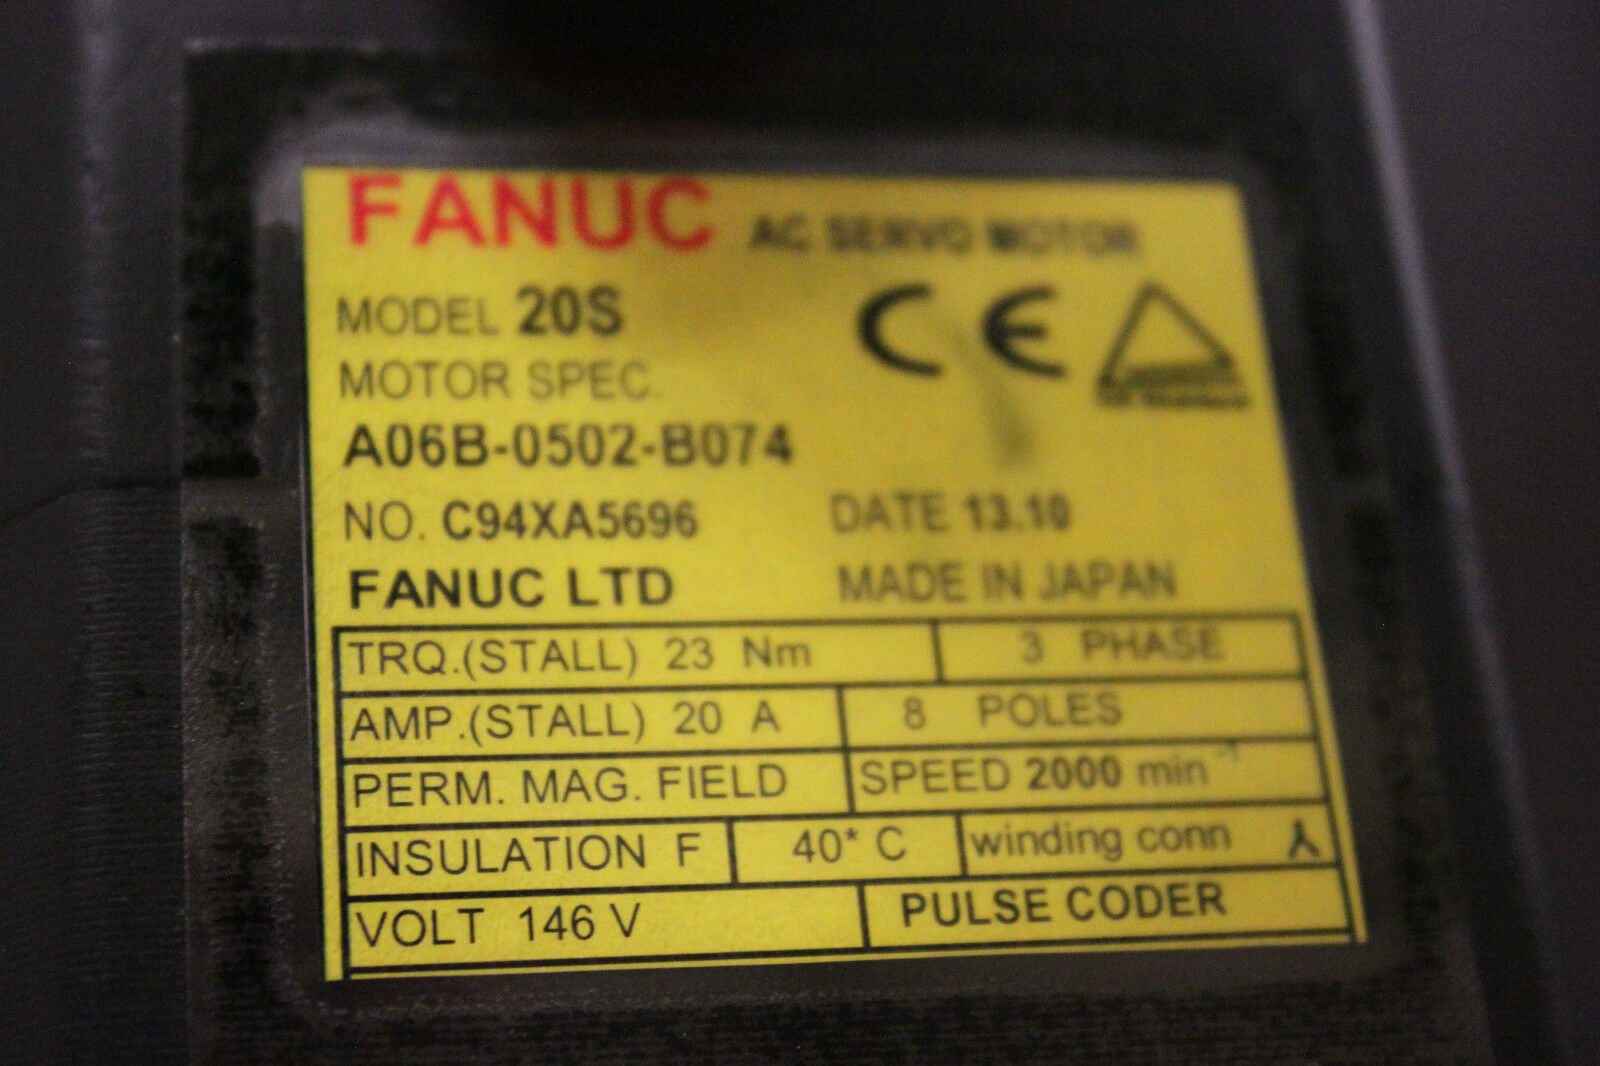 FANUC AC SERVO MOTOR
MODEL 20S
CE
MOTOR SPEC.
A06B-0502-B074
NO. C94XA5696 DATE 13.10
FANUC LTD MADE IN JAPAN
TRQ.(STALL) 23 Nm 3 PHASE
AMP.(STALL) 20 A 8 POLES
PERM. MAG. FIELD SPEED 2000 min⁻¹
INSULATION F 40* C winding conn
VOLT 146 V PULSE CODER